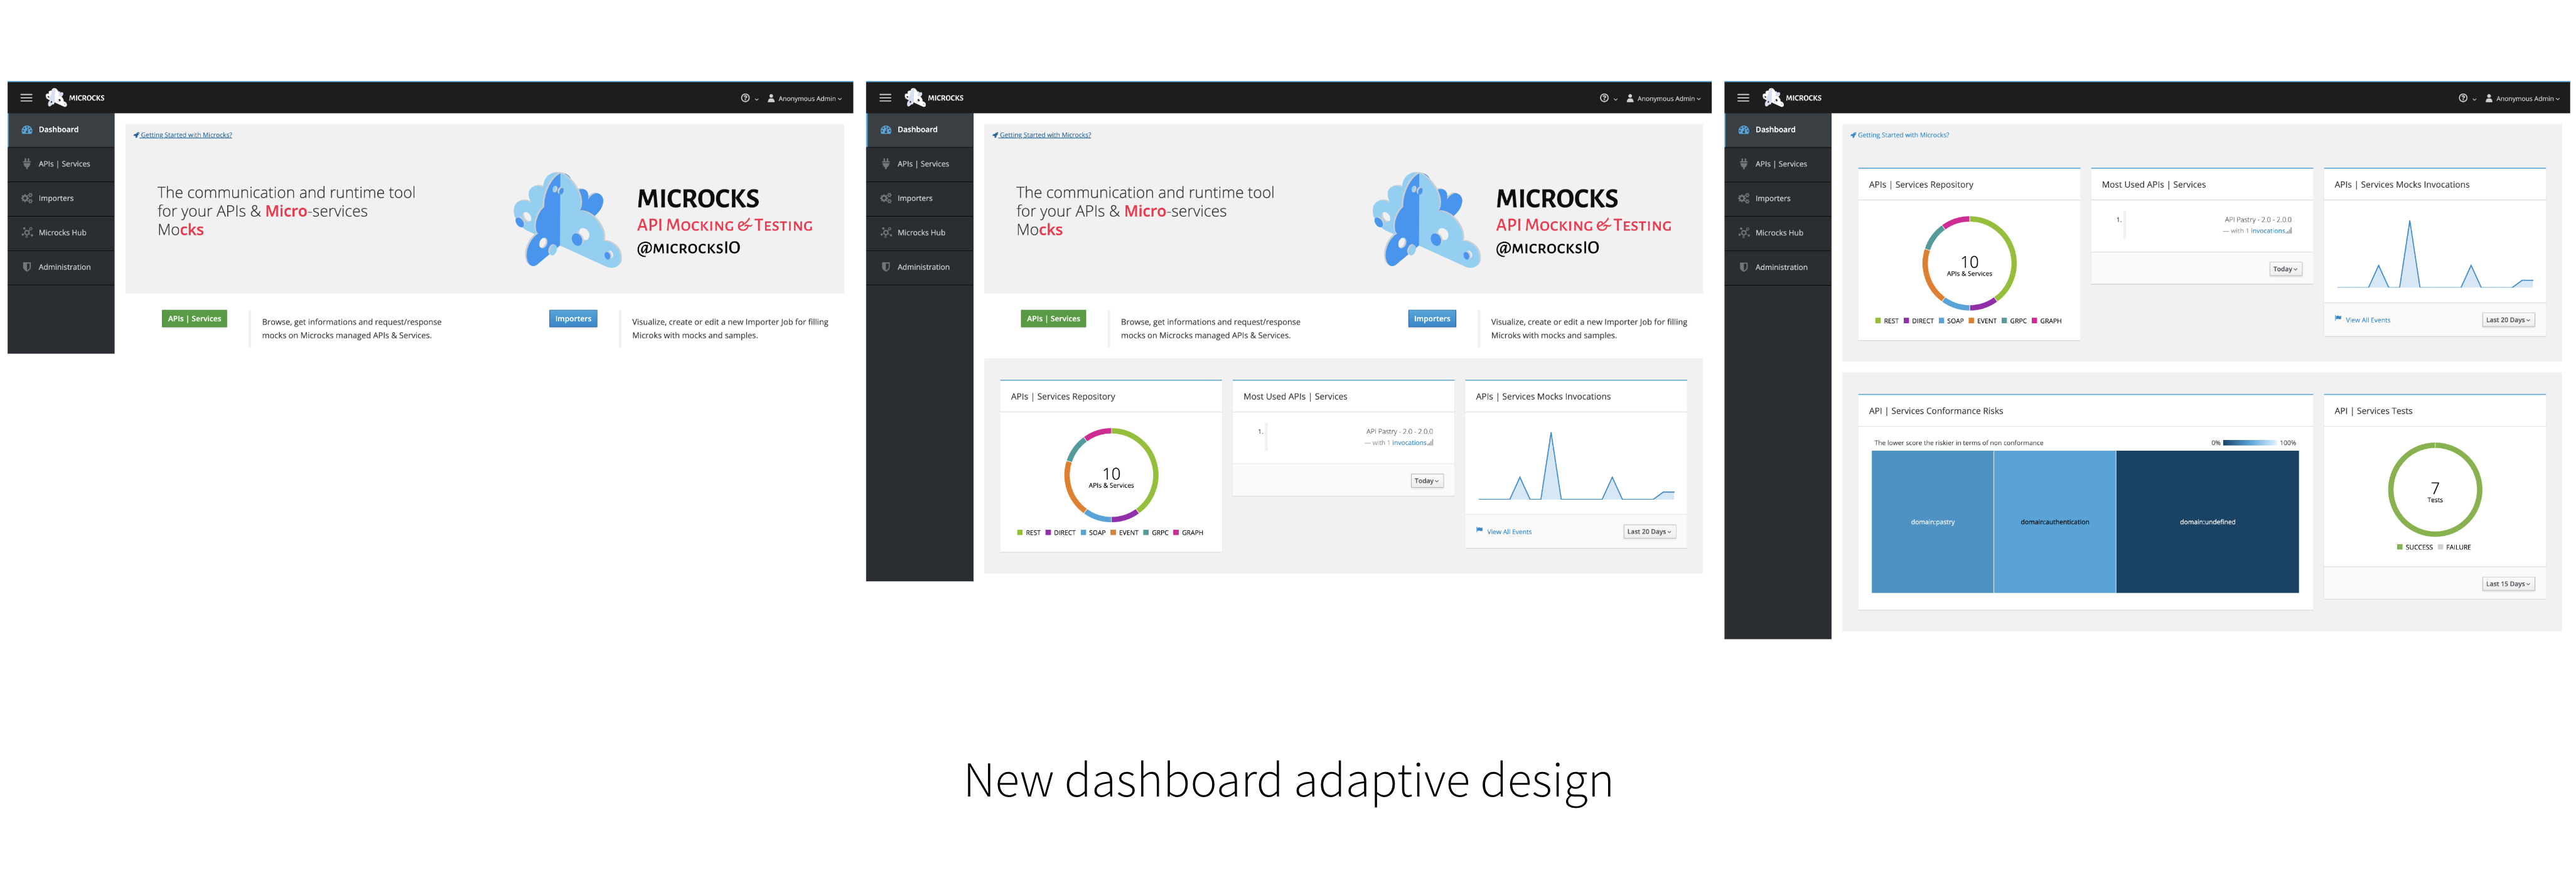 MICROCKS
Anonymous Admin
Dashboard
APIs | Services
Importers
Microcks Hub
Administration
Getting Started with Microcks?
The communication and runtime tool
for your APIs & Micro-services
Mocks
MICROCKS
API MOCKING & TESTING
@MICROCKSIO
APIs | Services
Browse, get informations and request/response
mocks on Microcks managed APIs & Services.
Importers
Visualize, create or edit a new Importer Job for filling
Microks with mocks and samples.
MICROCKS
Anonymous Admin
Dashboard
APIs | Services
Importers
Microcks Hub
Administration
Getting Started with Microcks?
The communication and runtime tool
for your APIs & Micro-services
Mocks
MICROCKS
API MOCKING & TESTING
@MICROCKSIO
APIs | Services
Browse, get informations and request/response
mocks on Microcks managed APIs & Services.
Importers
Visualize, create or edit a new Importer Job for filling
Microks with mocks and samples.
APIs | Services Repository
10
APIs & Services
REST DIRECT SOAP EVENT GRPC GRAPH
Most Used APIs | Services
1.
API Pastry - 2.0 - 2.0.0
— with 1 invocations
Today
APIs | Services Mocks Invocations
View All Events
Last 20 Days
MICROCKS
Anonymous Admin
Dashboard
APIs | Services
Importers
Microcks Hub
Administration
Getting Started with Microcks?
APIs | Services Repository
10
APIs & Services
REST DIRECT SOAP EVENT GRPC GRAPH
Most Used APIs | Services
1.
API Pastry - 2.0 - 2.0.0
— with 1 invocations
Today
APIs | Services Mocks Invocations
View All Events
Last 20 Days
API | Services Conformance Risks
The lower score the riskier in terms of non conformance
0% 100%
domain:pastry
domain:authentication
domain:undefined
API | Services Tests
7
Tests
SUCCESS FAILURE
Last 15 Days
New dashboard adaptive design